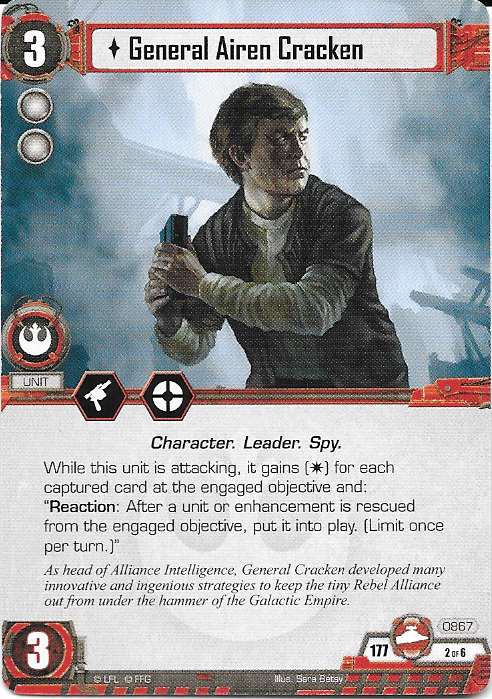 3
General Airen Cracken
UNIT
Character. Leader. Spy.
While this unit is attacking, it gains (✷) for each
captured card at the engaged objective and:
“Reaction: After a unit or enhancement is rescued
from the engaged objective, put it into play. (Limit once
per turn.)”
As head of Alliance Intelligence, General Cracken developed many
innovative and ingenious strategies to keep the tiny Rebel Alliance
out from under the hammer of the Galactic Empire.
3
177
0867
2 OF 6
© LFL © FFG
Illus. Sara Betsy